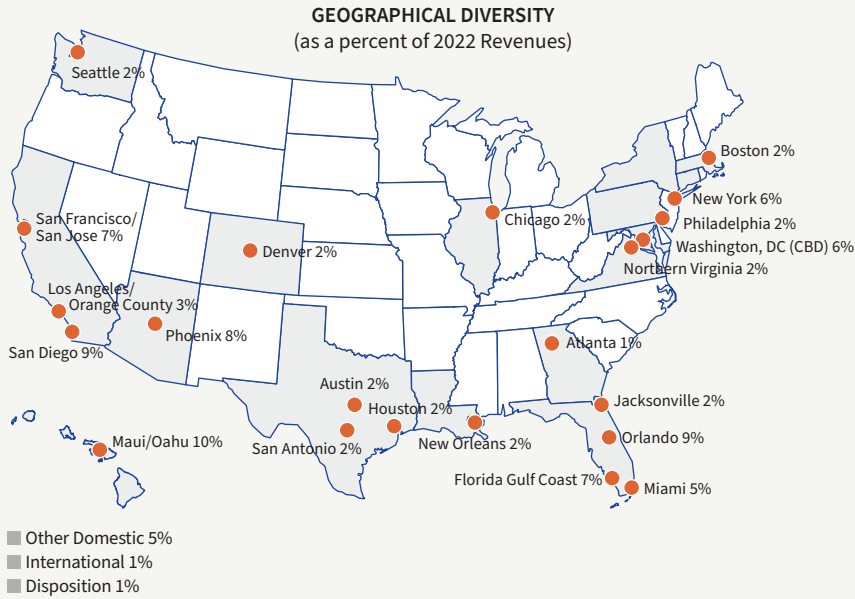 GEOGRAPHICAL DIVERSITY
(as a percent of 2022 Revenues)
Seattle 2%
Boston 2%
New York 6%
Chicago 2%
San Francisco/
San Jose 7%
Philadelphia 2%
Denver 2%
Washington, DC (CBD) 6%
Northern Virginia 2%
Los Angeles/
Orange County 3%
Phoenix 8%
Atlanta 1%
San Diego 9%
Austin 2%
Houston 2%
Jacksonville 2%
Maui/Oahu 10%
San Antonio 2%
New Orleans 2%
Orlando 9%
Florida Gulf Coast 7%
Miami 5%
Other Domestic 5%
International 1%
Disposition 1%